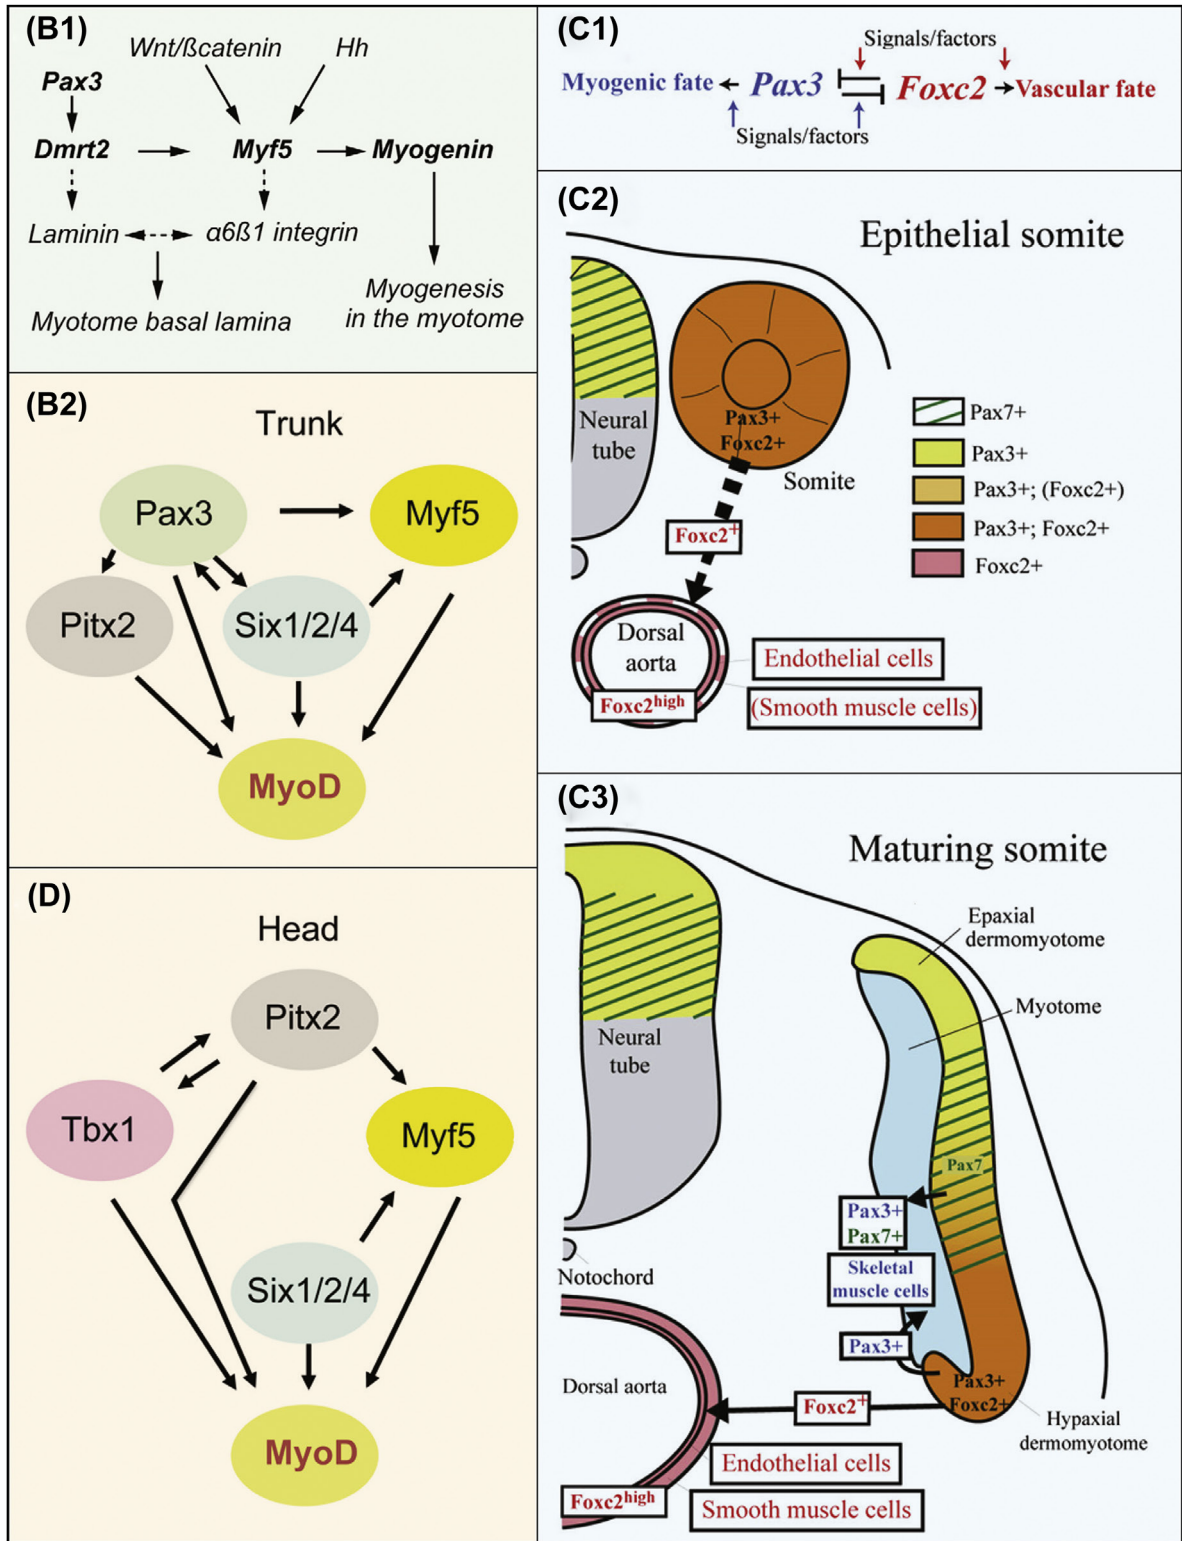 (B1)
Wnt/ßcatenin
Hh
Pax3
Dmrt2
Myf5
Myogenin
Laminin
α6ß1 integrin
Myotome basal lamina
Myogenesis
in the myotome
(B2)
Trunk
Pax3
Myf5
Pitx2
Six1/2/4
MyoD
(D)
Head
Pitx2
Tbx1
Myf5
Six1/2/4
MyoD
(C1)
Signals/factors
Myogenic fate
Pax3
Foxc2
Vascular fate
Signals/factors
(C2)
Epithelial somite
Neural
tube
Pax3+
Foxc2+
Somite
Pax7+
Pax3+
Pax3+; (Foxc2+)
Pax3+; Foxc2+
Foxc2+
Foxc2+
Dorsal
aorta
Foxc2high
Endothelial cells
(Smooth muscle cells)
(C3)
Maturing somite
Epaxial
dermomyotome
Myotome
Neural
tube
Pax7
Pax3+
Pax7+
Skeletal
muscle cells
Notochord
Pax3+
Pax3+
Foxc2+
Dorsal aorta
Foxc2+
Hypaxial
dermomyotome
Endothelial cells
Foxc2high
Smooth muscle cells